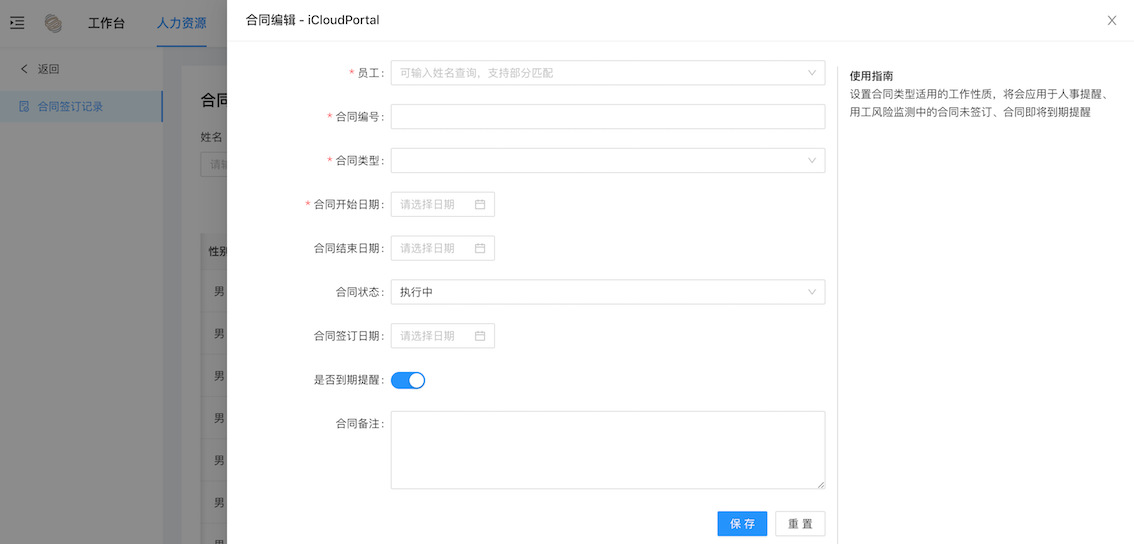 工作台
人力资源
合同编辑 - iCloudPortal
返回
合同签订记录
合同
姓名
请输
性别
男
男
男
男
男
男
男
* 员工:
可输入姓名查询，支持部分匹配
* 合同编号:
* 合同类型:
* 合同开始日期:
请选择日期
合同结束日期:
请选择日期
合同状态:
执行中
合同签订日期:
请选择日期
是否到期提醒:
合同备注:
保 存
重 置
使用指南
设置合同类型适用的工作性质，将会应用于人事提醒、
用工风险监测中的合同未签订、合同即将到期提醒